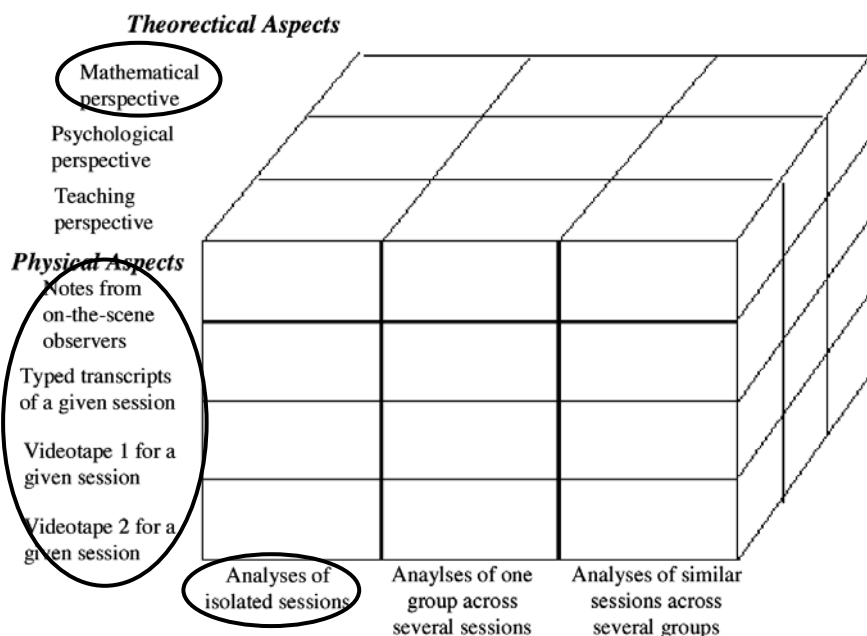 Theorectical Aspects
Mathematical
perspective
Psychological
perspective
Teaching
perspective
Physical Aspects
Notes from
on-the-scene
observers
Typed transcripts
of a given session
Videotape 1 for a
given session
Videotape 2 for a
given session
Analyses of
isolated sessions
Anaylses of one
group across
several sessions
Analyses of similar
sessions across
several groups